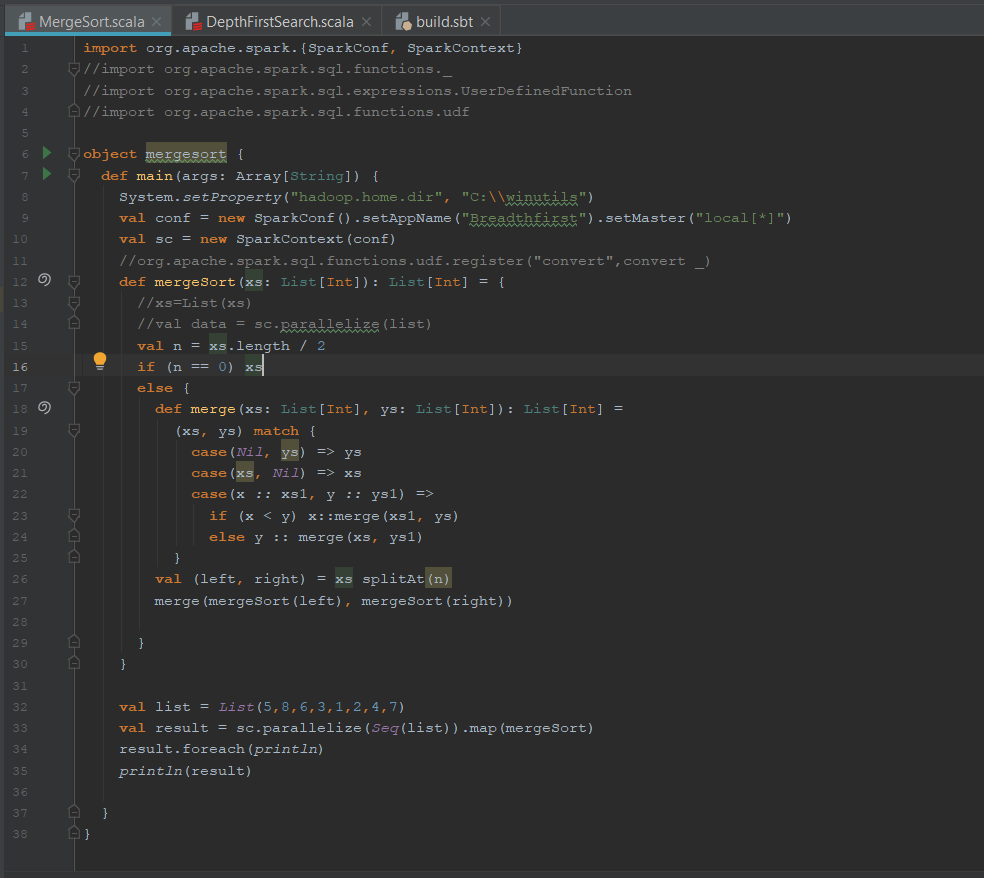 MergeSort.scala DepthFirstSearch.scala build.sbt
1 import org.apache.spark.{SparkConf, SparkContext}
2 //import org.apache.spark.sql.functions._
3 //import org.apache.spark.sql.expressions.UserDefinedFunction
4 //import org.apache.spark.sql.functions.udf
5
6 object mergesort {
7 def main(args: Array[String]) {
8 System.setProperty("hadoop.home.dir", "C:\\winutils")
9 val conf = new SparkConf().setAppName("Breadthfirst").setMaster("local[*]")
10 val sc = new SparkContext(conf)
11 //org.apache.spark.sql.functions.udf.register("convert",convert _)
12 def mergeSort(xs: List[Int]): List[Int] = {
13 //xs=List(xs)
14 //val data = sc.parallelize(list)
15 val n = xs.length / 2
16 if (n == 0) xs
17 else {
18 def merge(xs: List[Int], ys: List[Int]): List[Int] =
19 (xs, ys) match {
20 case(Nil, ys) => ys
21 case(xs, Nil) => xs
22 case(x :: xs1, y :: ys1) =>
23 if (x < y) x::merge(xs1, ys)
24 else y :: merge(xs, ys1)
25 }
26 val (left, right) = xs splitAt(n)
27 merge(mergeSort(left), mergeSort(right))
28
29 }
30 }
31
32 val list = List(5,8,6,3,1,2,4,7)
33 val result = sc.parallelize(Seq(list)).map(mergeSort)
34 result.foreach(println)
35 println(result)
36
37 }
38 }